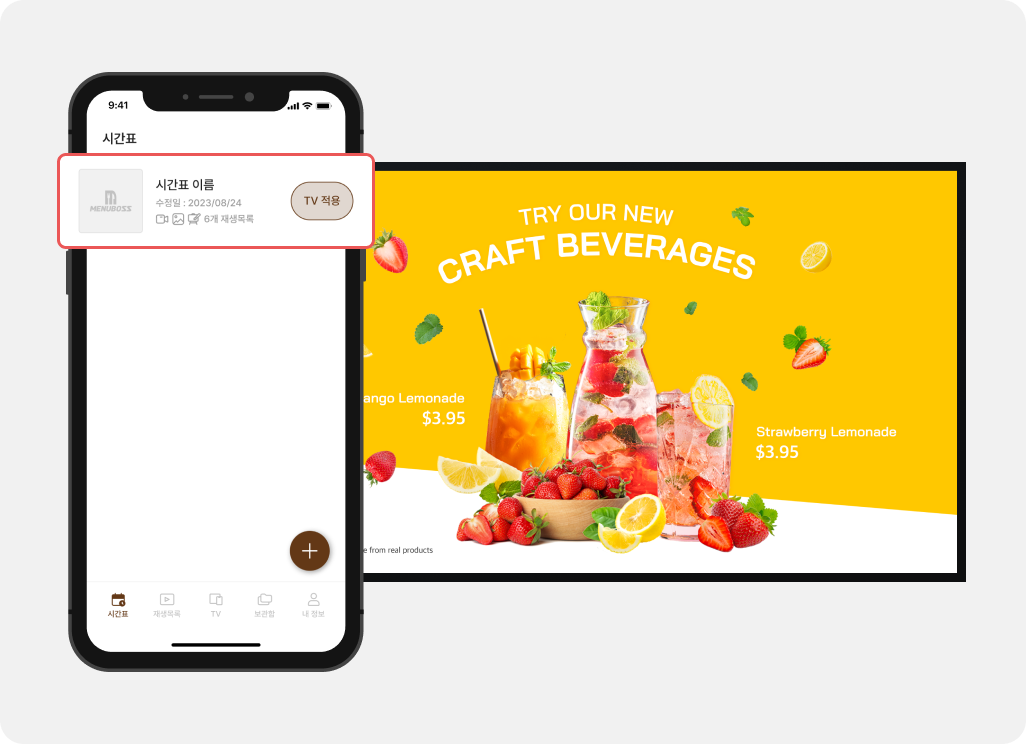 9:41
시간표
MENUBOSS
시간표 이름
수정일 : 2023/08/24
6개 재생목록
TV 적용
시간표
재생목록
TV
보관함
내 정보
TRY OUR NEW
CRAFT BEVERAGES
ango Lemonade
$3.95
Strawberry Lemonade
$3.95
e from real products